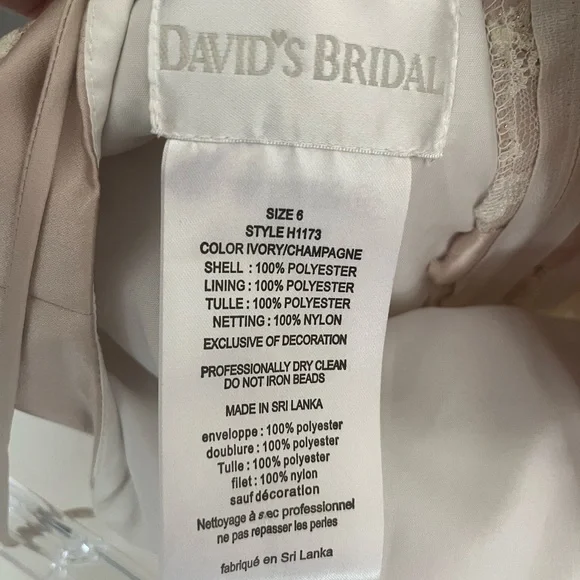 DAVID'S BRIDAL
SIZE 6
STYLE H1173
COLOR IVORY/CHAMPAGNE
SHELL : 100% POLYESTER
LINING : 100% POLYESTER
TULLE : 100% POLYESTER
NETTING : 100% NYLON
EXCLUSIVE OF DECORATION
PROFESSIONALLY DRY CLEAN
DO NOT IRON BEADS
MADE IN SRI LANKA
enveloppe : 100% polyester
doublure : 100% polyester
Tulle : 100% polyester
filet : 100% nylon
sauf décoration
Nettoyage à sec professionnel
ne pas repasser les perles
fabriqué en Sri Lanka